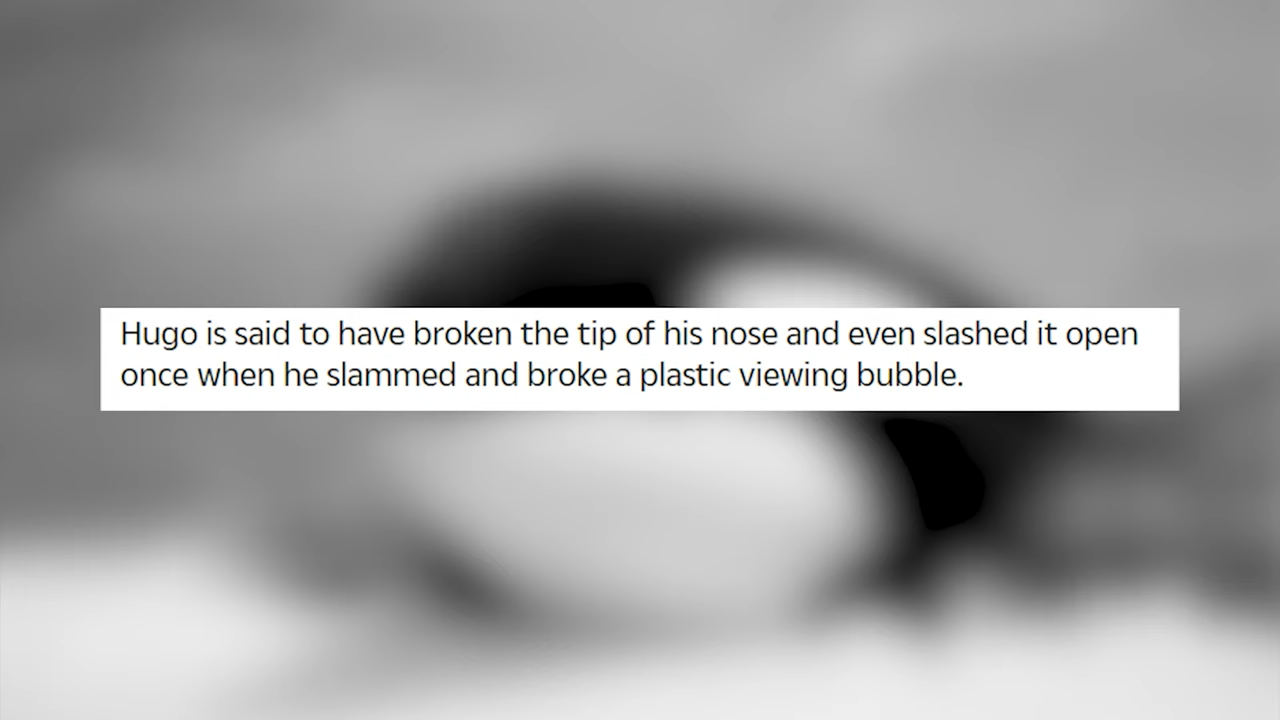 Hugo is said to have broken the tip of his nose and even slashed it open
once when he slammed and broke a plastic viewing bubble.